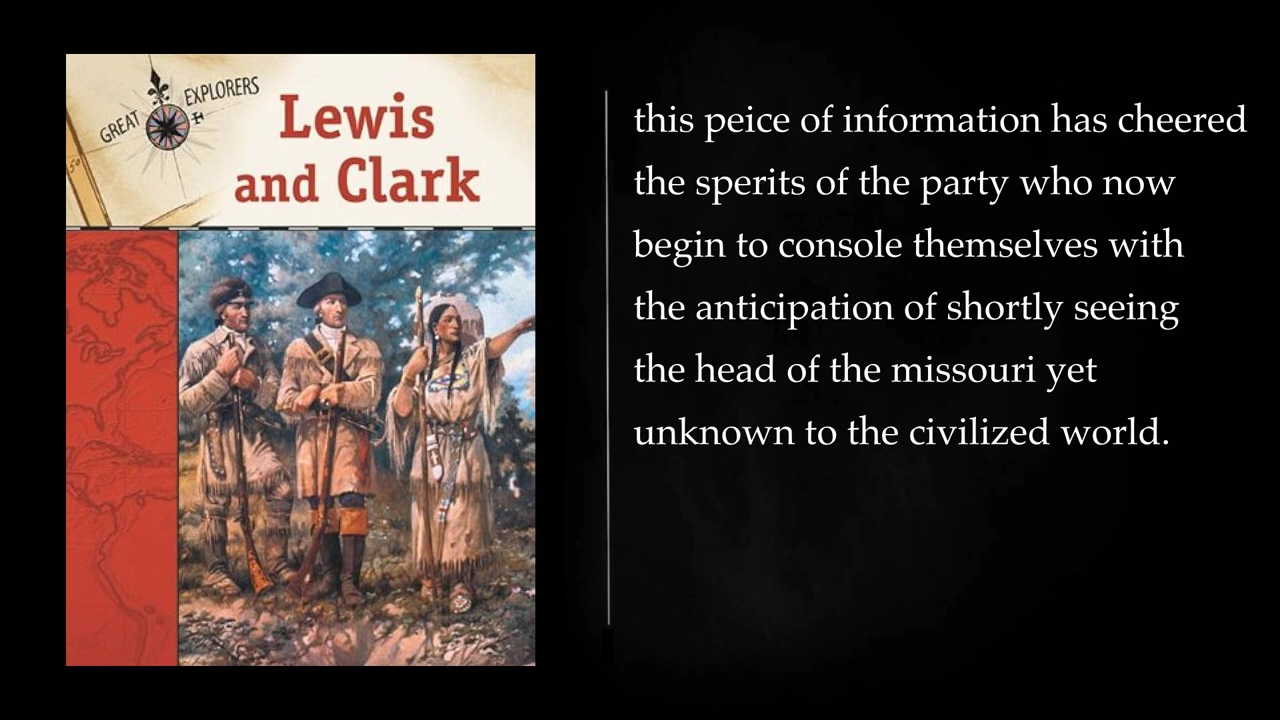 GREAT EXPLORERS
Lewis
and Clark
50
this peice of information has cheered
the sperits of the party who now
begin to console themselves with
the anticipation of shortly seeing
the head of the missouri yet
unknown to the civilized world.